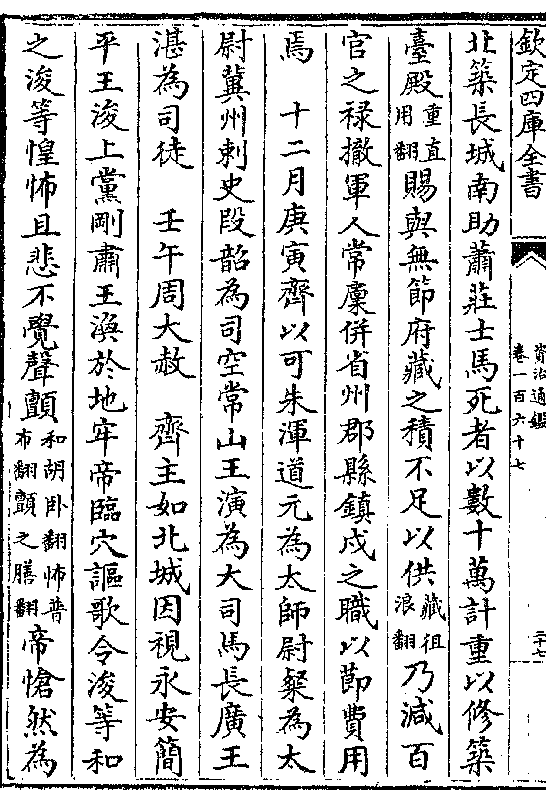 欽定四庫全書
資治通鑑
卷一百六十七
二十七
北築長城南助蕭莊士馬死者以數十萬計重以修築
臺殿重直用翻賜與無節府藏之積不足以供藏徂浪翻乃減百
官之禄撤軍人常廩併省州郡縣鎮戍之職以節費用
焉　十二月庚寅齊以可朱渾道元為太師尉粲為太
尉冀州刺史段韶為司空常山王演為大司馬長廣王
湛為司徒　壬午周大赦　齊主如北城因視永安簡
平王浚上黨剛肅王渙於地牢帝臨穴謳歌令浚等和
之浚等惶怖且悲不覺聲顫和胡卧翻怖普布翻顫之膳翻帝愴然為